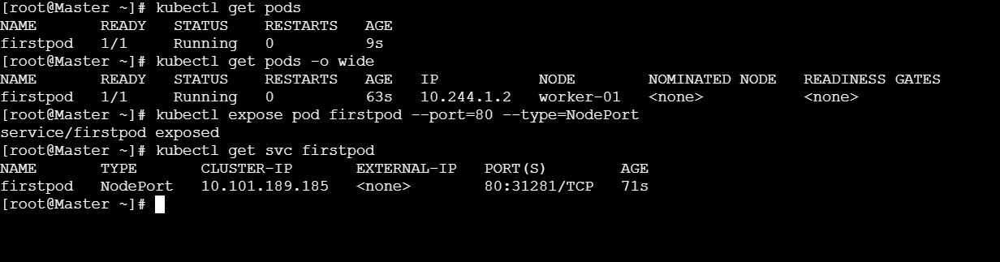 [root@Master ~]# kubectl get pods
NAME       READY   STATUS    RESTARTS   AGE
firstpod   1/1     Running   0          9s
[root@Master ~]# kubectl get pods -o wide
NAME       READY   STATUS    RESTARTS   AGE   IP           NODE        NOMINATED NODE   READINESS GATES
firstpod   1/1     Running   0          63s   10.244.1.2   worker-01   <none>           <none>
[root@Master ~]# kubectl expose pod firstpod --port=80 --type=NodePort
service/firstpod exposed
[root@Master ~]# kubectl get svc firstpod
NAME       TYPE       CLUSTER-IP       EXTERNAL-IP   PORT(S)        AGE
firstpod   NodePort   10.101.189.185   <none>        80:31281/TCP   71s
[root@Master ~]#